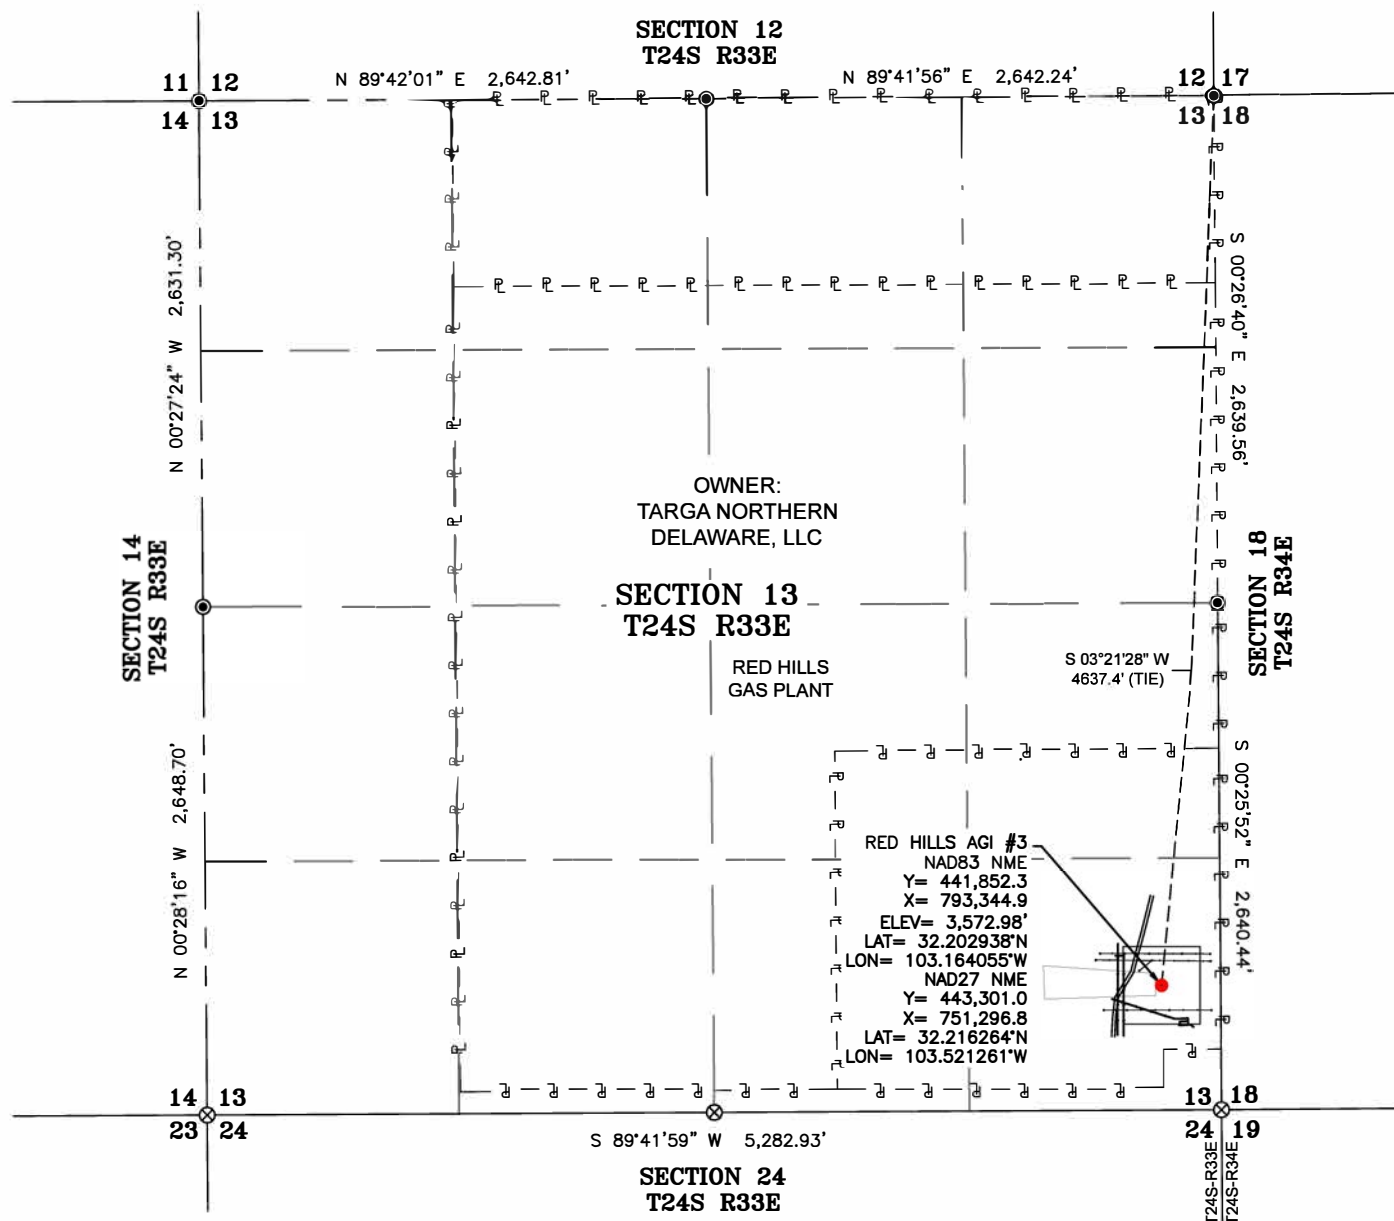 SECTION 12
T24S R33E
N 89°42'01" E 2,642.81'
N 89°41'56" E 2,642.24'
11 12
14 13
12 17
13 18
N 00°27'24" W 2,631.30'
S 00°26'40" E 2,639.56'
OWNER:
TARGA NORTHERN
DELAWARE, LLC
SECTION 14
T24S R33E
SECTION 13
T24S R33E
SECTION 18
T24S R34E
RED HILLS
GAS PLANT
S 03°21'28" W
4637.4' (TIE)
N 00°28'16" W 2,648.70'
S 00°25'52" E 2,640.44'
RED HILLS AGI #3
NAD83 NME
Y= 441,852.3
X= 793,344.9
ELEV= 3,572.98'
LAT= 32.202938°N
LON= 103.164055°W
NAD27 NME
Y= 443,301.0
X= 751,296.8
LAT= 32.216264°N
LON= 103.521261°W
14 13
23 24
13 18
24 19
S 89°41'59" W 5,282.93'
SECTION 24
T24S R33E
T24S-R33E
T24S-R34E